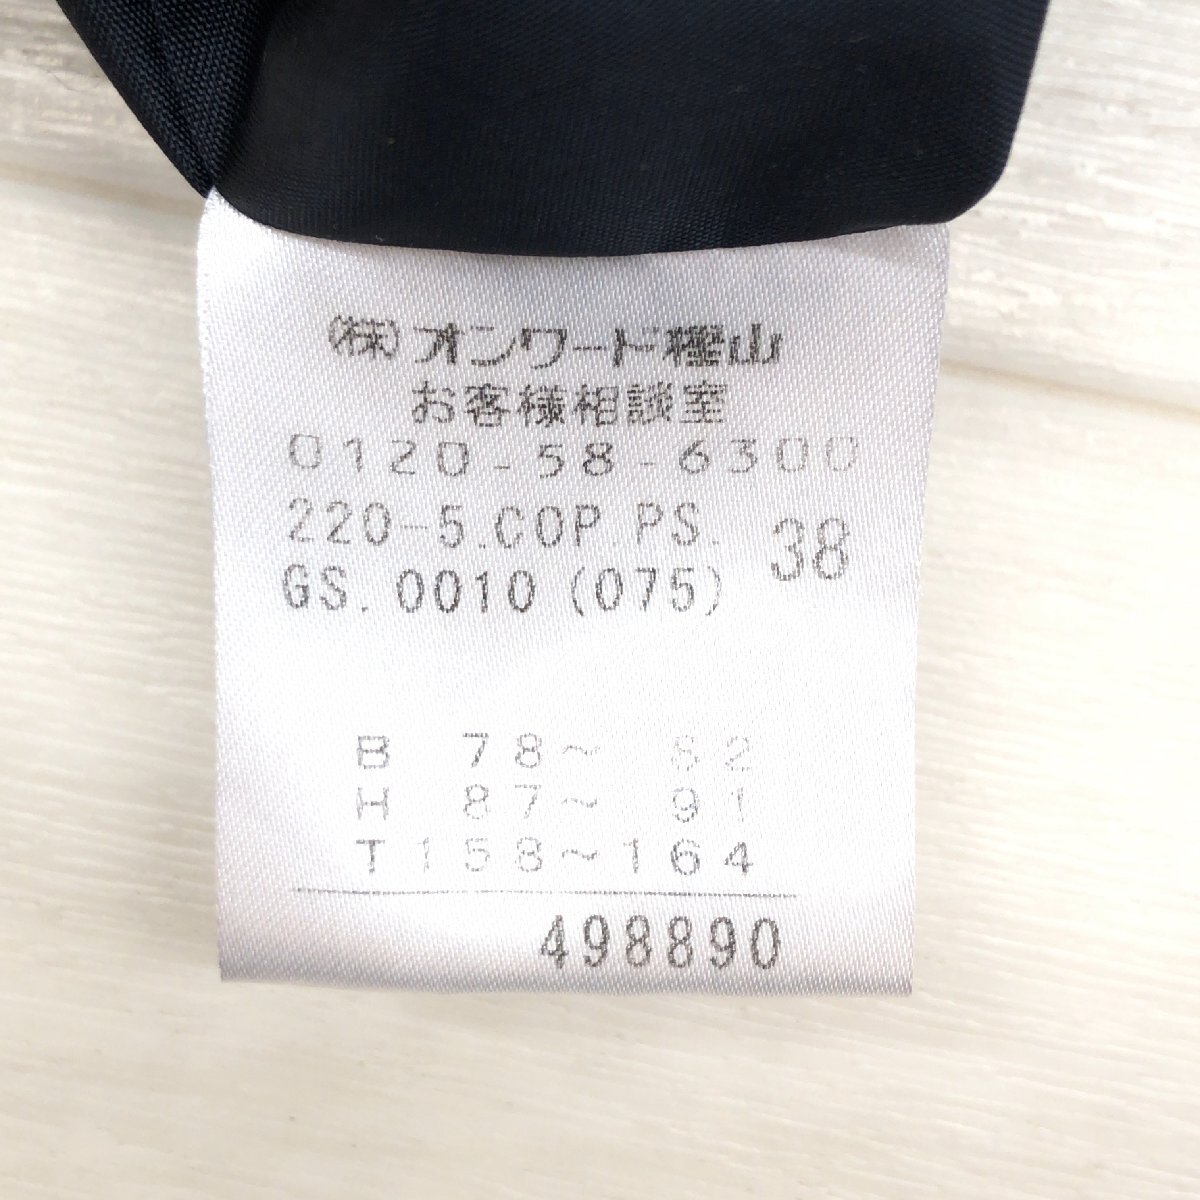 (株)オンワード樫山
お客様相談室
0120-58-6300
220-5.COP.PS. 38
GS.0010(075)
B 78~ 82
H 87~ 91
T158~164
498890